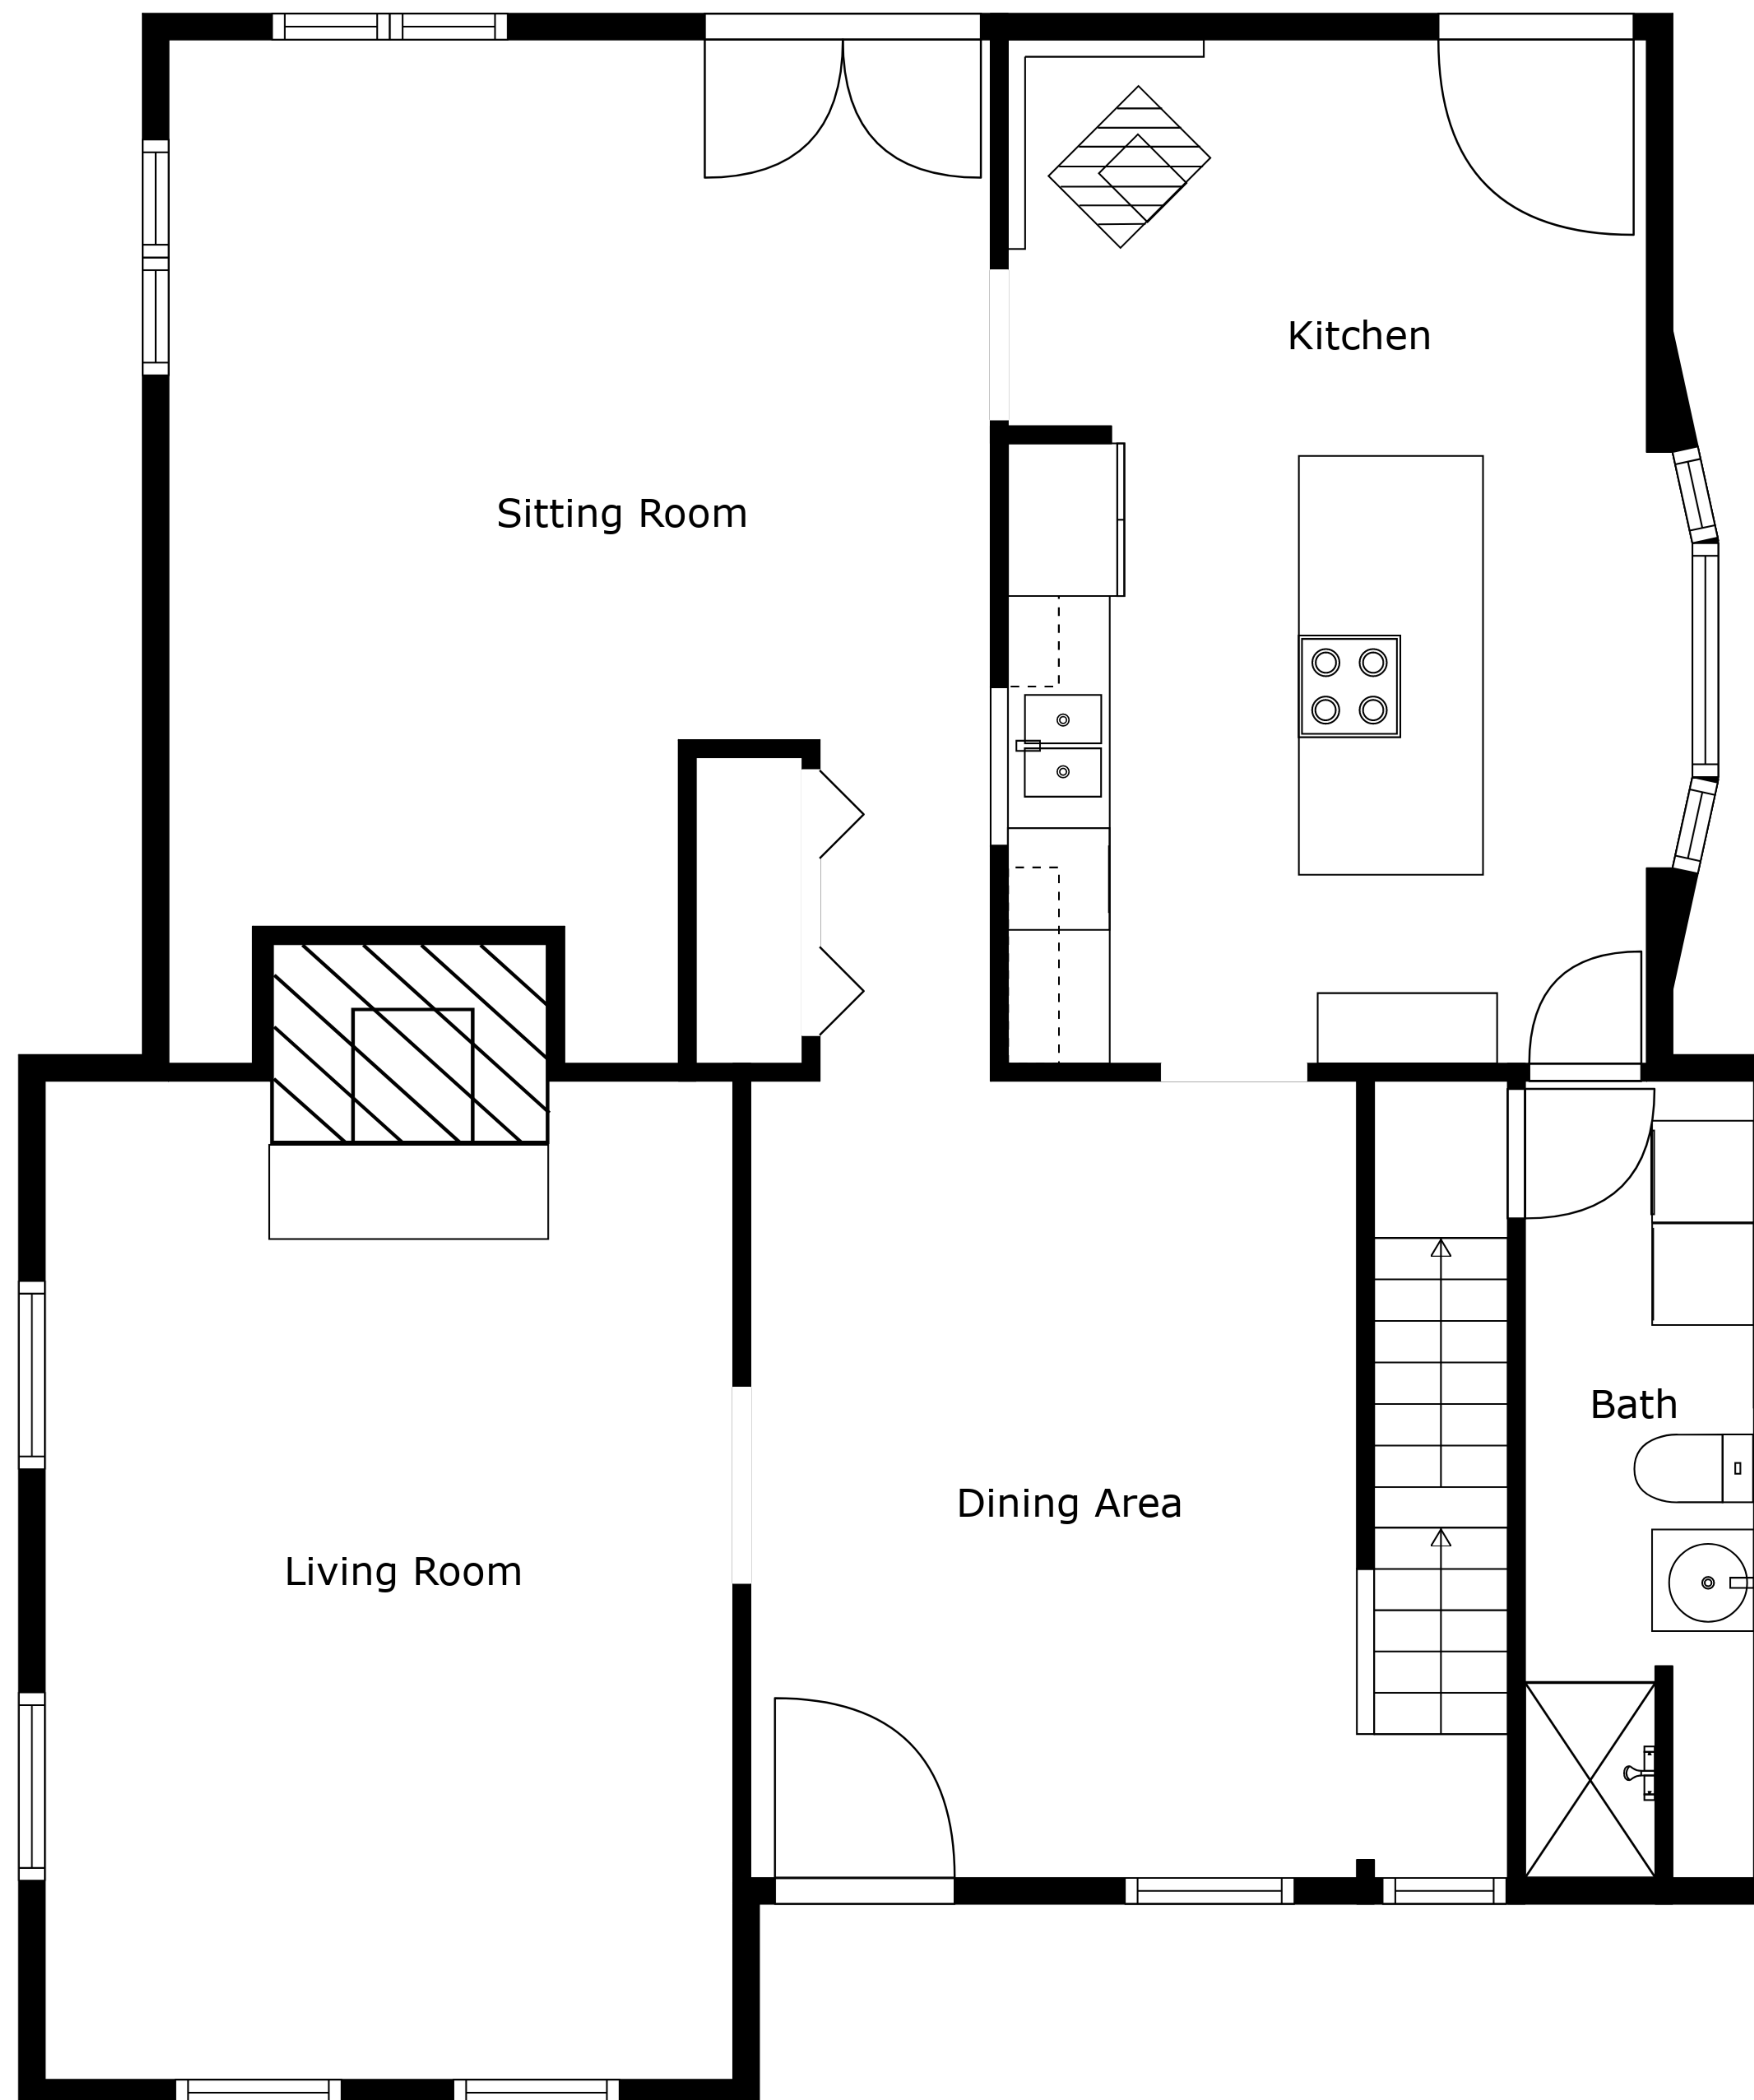 Kitchen
Sitting Room
Bath
Dining Area
Living Room